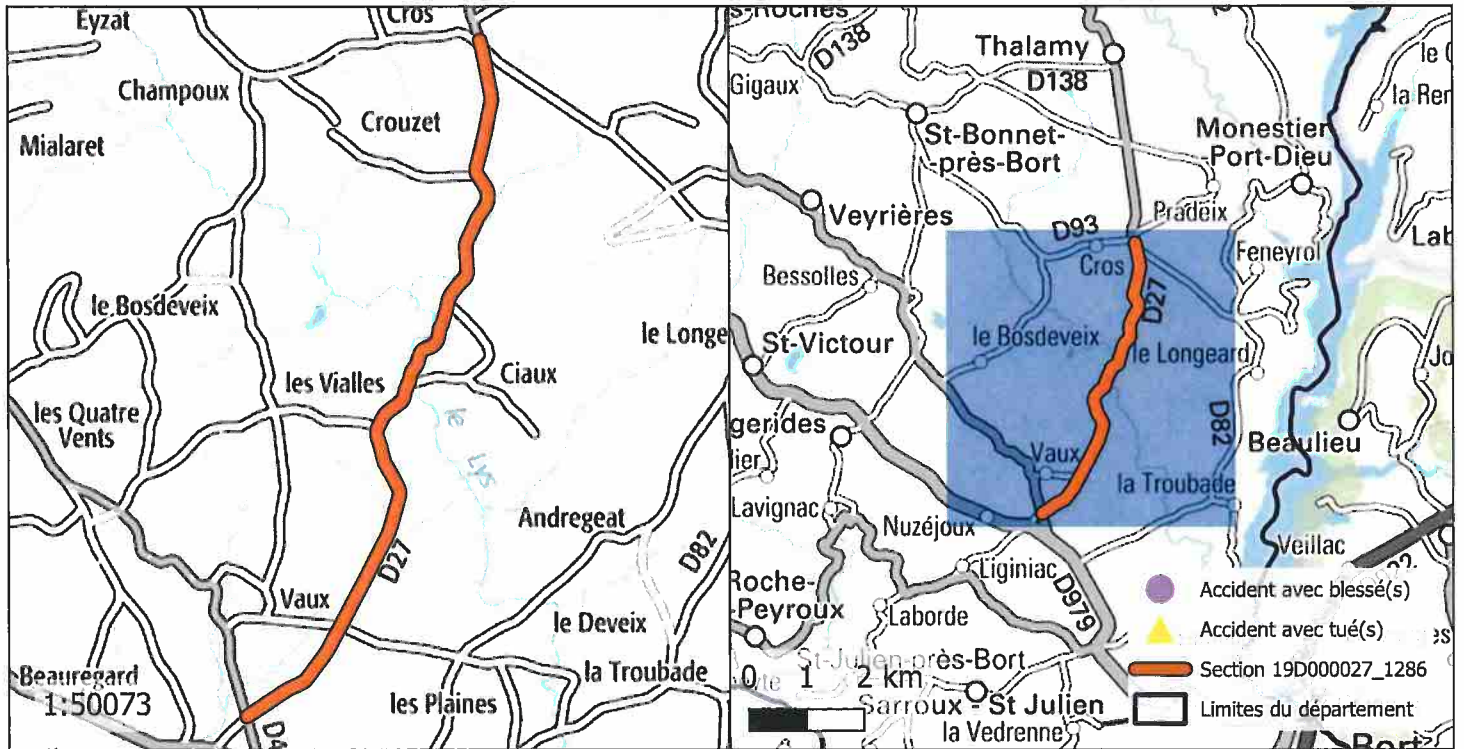 Eyzat
Cros
Champoux
Crouzet
Mialaret
le Bosdeveix
les Vialles
Ciaux
les Quatre
Vents
le Lys
Andregeat
D27
D82
Vaux
le Deveix
la Troubade
Beauregard
les Plaines
1:50073
s-Roches
D138
Thalamy
D138
Gigaux
St-Bonnet-
-près-Bort
Monestier
-Port-Dieu
Veyrières
D93
Pradeix
Cros
Feneyrol
Bessolles
D27
St-Victour
le Bosdeveix
le Longeard
D82
Beaulieu
Vaux
la Troubade
Lavignac
Nuzéjoux
Veillac
Liginiac
Roche-
-Peyroux
Laborde
D979
St-Julien-près-Bort
0 1 2 km
Sarroux - St Julien
la Vedrenne
Accident avec blessé(s)
Accident avec tué(s)
Section 19D000027_1286
Limites du département